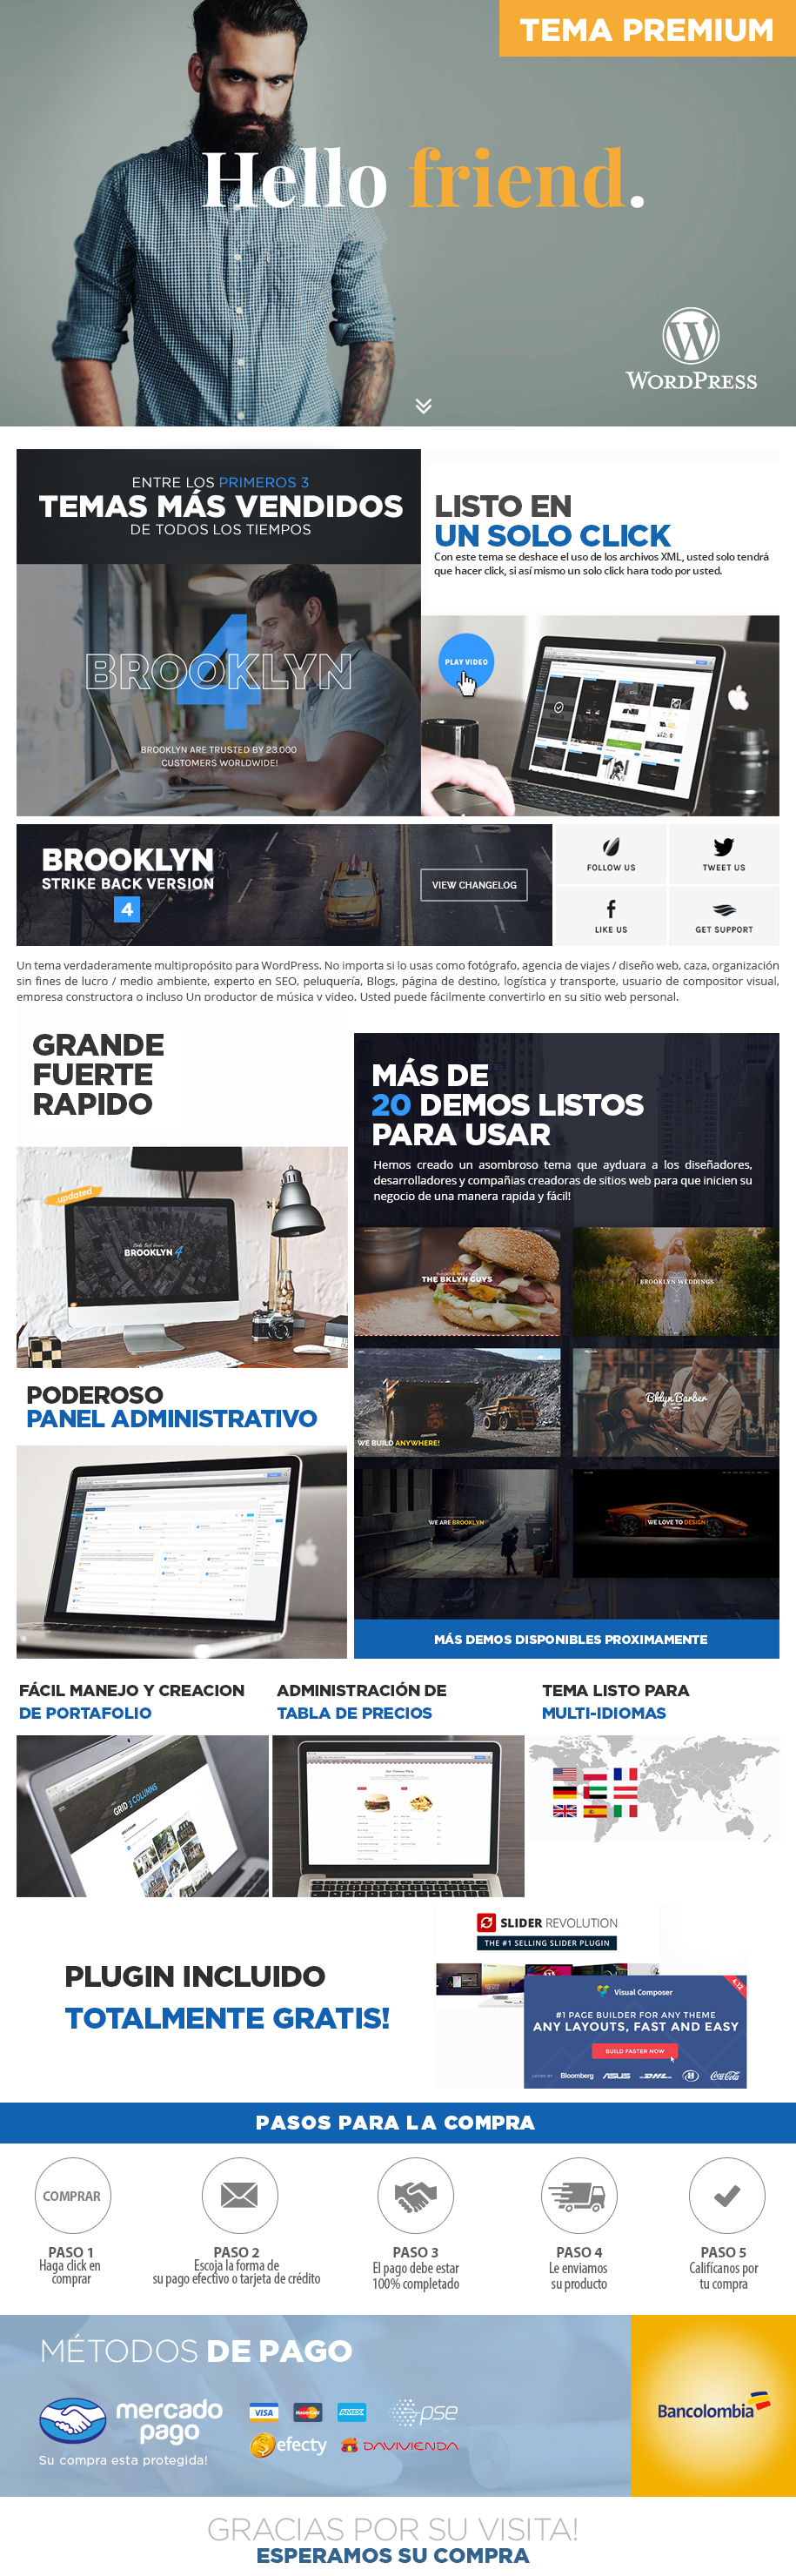 TEMA PREMIUM
Hello friend.
WORDPRESS
ENTRE LOS PRIMEROS 3
TEMAS MÁS VENDIDOS
DE TODOS LOS TIEMPOS
LISTO EN
UN SOLO CLICK
Con este tema se deshace el uso de los archivos XML, usted solo tendrá
que hacer click, si así mismo un solo click hara todo por usted.
4
BROOKLYN
BROOKLYN ARE TRUSTED BY 23.000
CUSTOMERS WORLDWIDE!
PLAY VIDEO
BROOKLYN
STRIKE BACK VERSION
4
VIEW CHANGELOG
FOLLOW US
TWEET US
LIKE US
GET SUPPORT
Un tema verdaderamente multipropósito para WordPress. No importa si lo usas como fotógrafo, agencia de viajes / diseño web, caza, organización
sin fines de lucro / medio ambiente, experto en SEO, peluquería, Blogs, página de destino, logística y transporte, usuario de compositor visual,
empresa constructora o incluso Un productor de música y video. Usted puede fácilmente convertirlo en su sitio web personal.
GRANDE
FUERTE
RAPIDO
updated
BROOKLYN 4
MÁS DE
20 DEMOS LISTOS
PARA USAR
Hemos creado un asombroso tema que ayduara a los diseñadores,
desarrolladores y compañias creadoras de sitios web para que inicien su
negocio de una manera rapida y fácil!
THE BKLYN GUYS
BROOKLYN WEDDINGS
WE BUILD ANYWHERE!
Bklyn Barber
WE ARE BROOKLYN
WE LOVE TO DESIGN
MÁS DEMOS DISPONIBLES PROXIMAMENTE
PODEROSO
PANEL ADMINISTRATIVO
FÁCIL MANEJO Y CREACION
DE PORTAFOLIO
ADMINISTRACIÓN DE
TABLA DE PRECIOS
TEMA LISTO PARA
MULTI-IDIOMAS
GRID 3 COLUMNS
PLUGIN INCLUIDO
TOTALMENTE GRATIS!
SLIDER REVOLUTION
THE #1 SELLING SLIDER PLUGIN
4.12
Visual Composer
#1 PAGE BUILDER FOR ANY THEME
ANY LAYOUTS, FAST AND EASY
BUILD FASTER NOW
Bloomberg ASUS DHL Coca-Cola
PASOS PARA LA COMPRA
COMPRAR
PASO 1
Haga click en
comprar
PASO 2
Escoja la forma de
su pago efectivo o tarjeta de crédito
PASO 3
El pago debe estar
100% completado
PASO 4
Le enviamos
su producto
PASO 5
Califícanos por
tu compra
MÉTODOS DE PAGO
mercado
pago
Su compra esta protegida!
VISA MasterCard AMEX pse
efecty DAVIVIENDA
Bancolombia
GRACIAS POR SU VISITA!
ESPERAMOS SU COMPRA